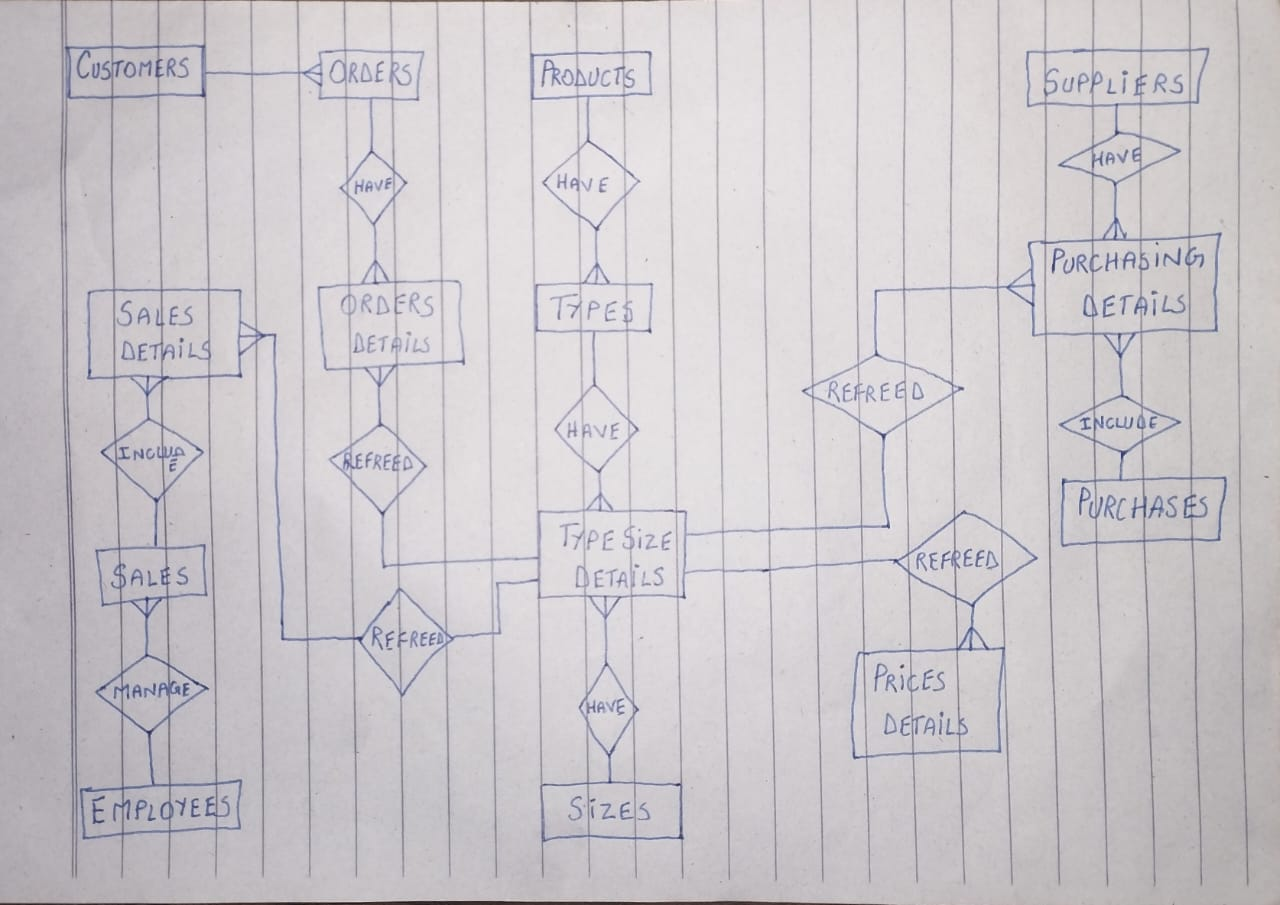 CUSTOMERS
ORDERS
PRODUCTS
SUPPLIERS
HAVE
HAVE
HAVE
SALES
DETAILS
ORDERS
DETAILS
TYPES
PURCHASING
DETAILS
REFREED
INCLUD
E
REFREED
HAVE
INCLUDE
PURCHASES
SALES
TYPE SIZE
DETAILS
REFREED
REFREED
MANAGE
HAVE
PRICES
DETAILS
EMPLOYEES
SIZES